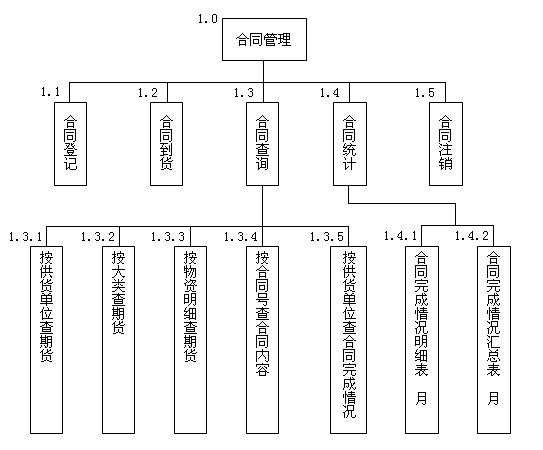 1.0
合同管理
1.1
合同登记
1.2
合同到货
1.3
合同查询
1.4
合同统计
1.5
合同注销
1.3.1
按供货单位查期货
1.3.2
按大类查期货
1.3.3
按物资明细查期货
1.3.4
按合同号查合同内容
1.3.5
按供货单位查合同完成情况
1.4.1
合同完成情况明细表 月
1.4.2
合同完成情况汇总表 月